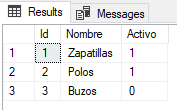 Results Messages
Id Nombre Activo
1 1 Zapatillas 1
2 2 Polos 1
3 3 Buzos 0